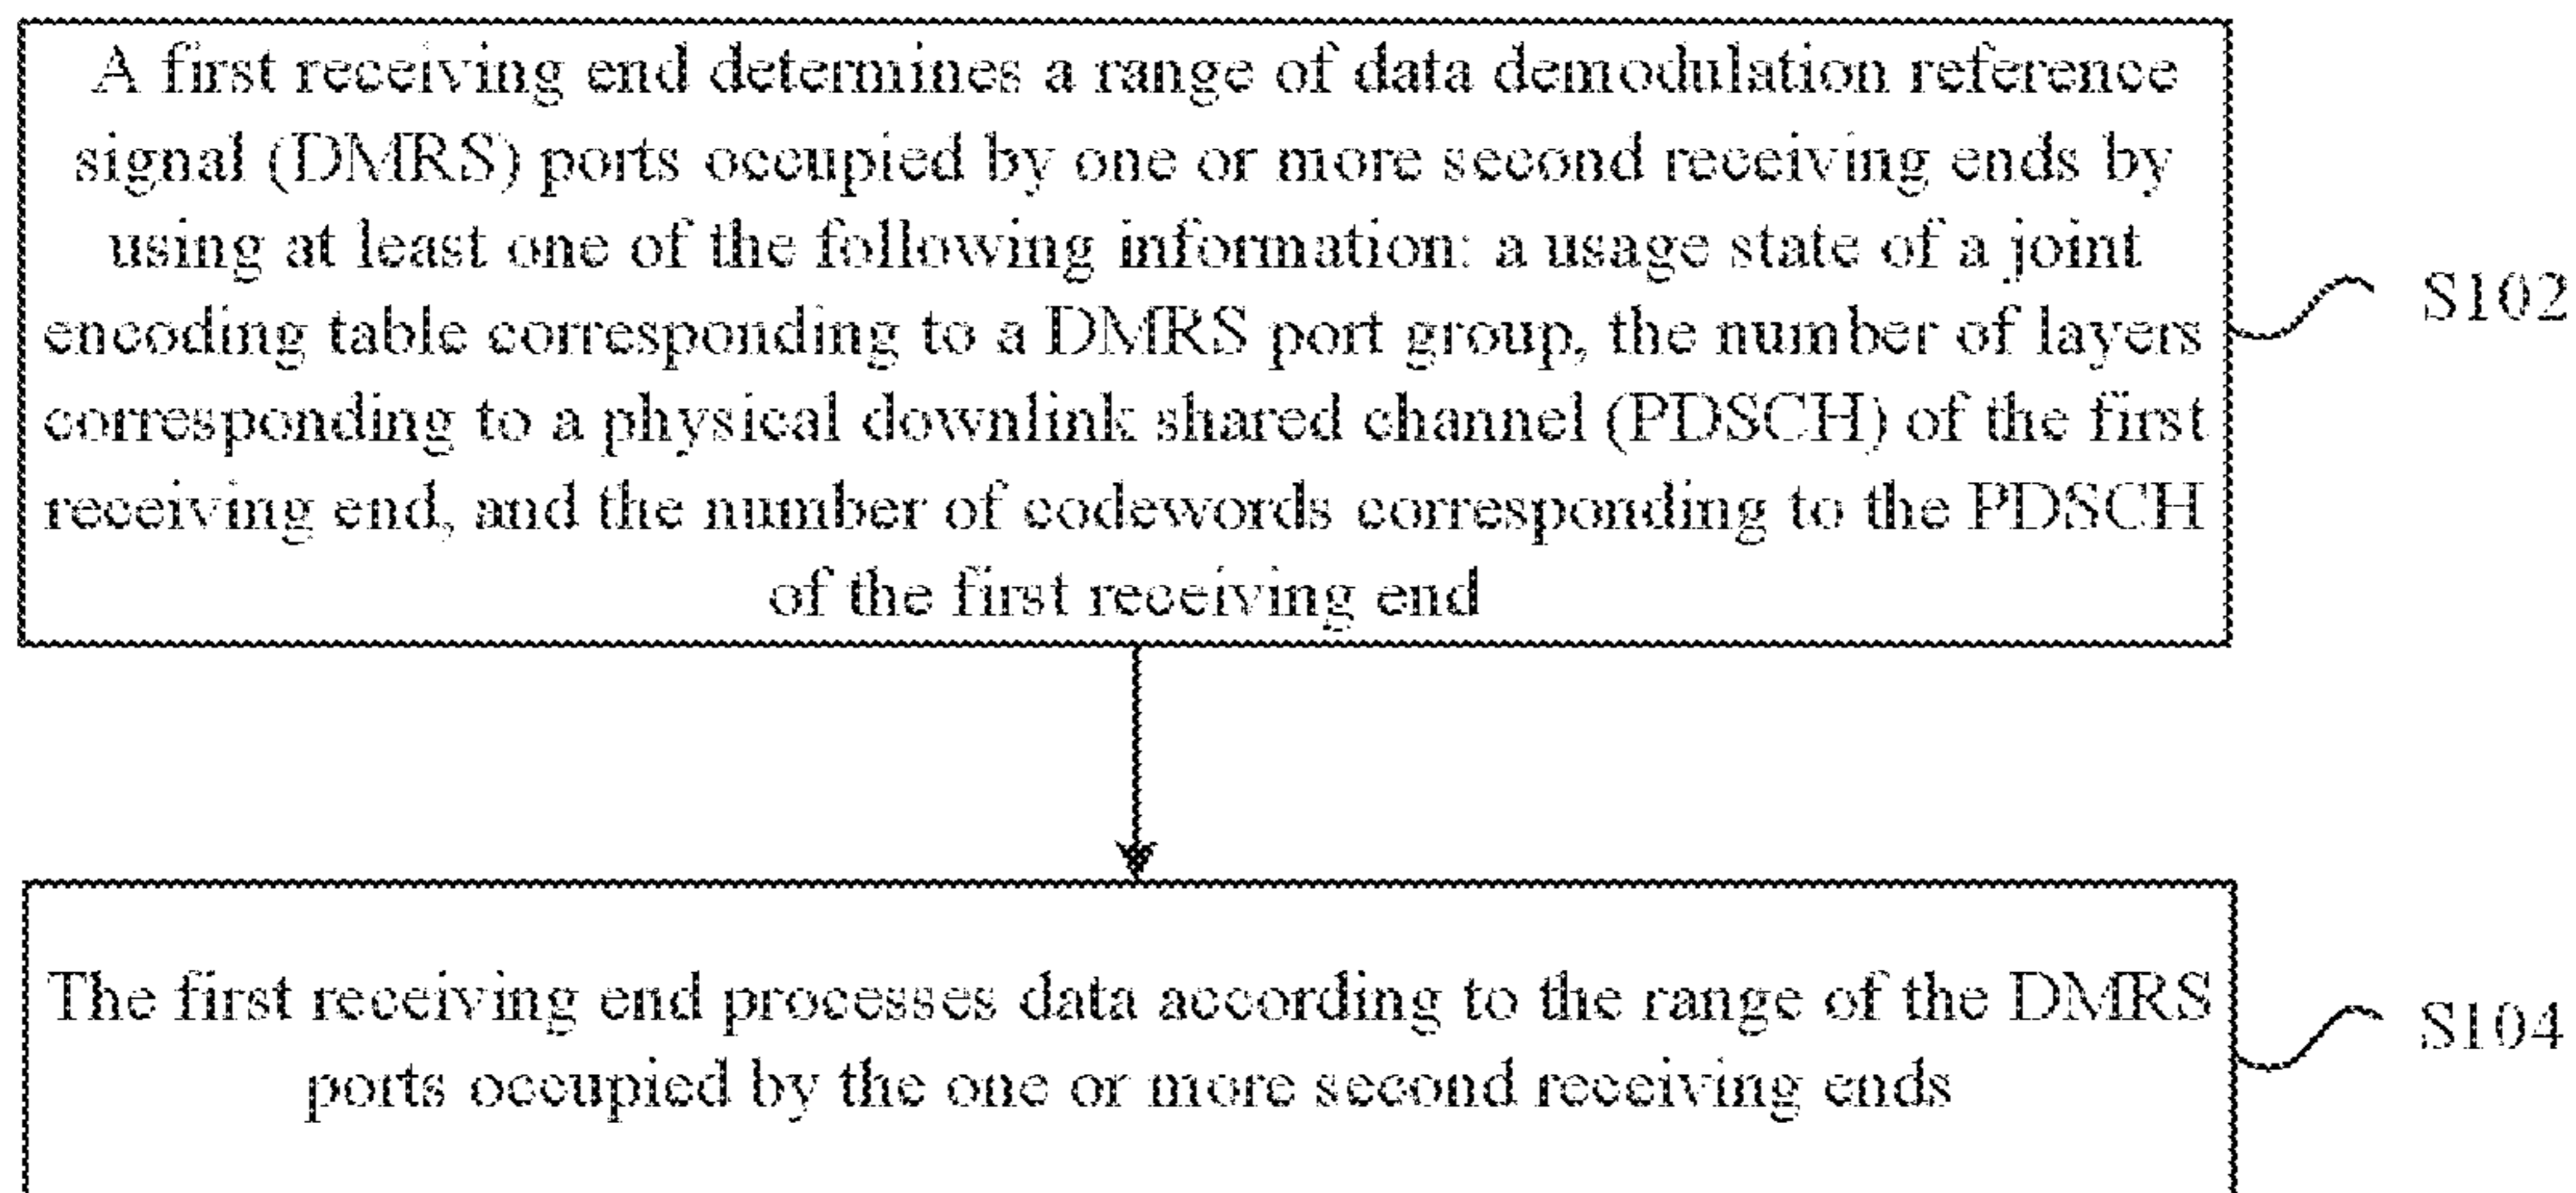 A first receiving end determines a range of data demodulation reference
signal (DMRS) ports occupied by one or more second receiving ends by
using at least one of the following information: a usage state of a joint
encoding table corresponding to a DMRS port group, the number of layers
corresponding to a physical downlink shared channel (PDSCH) of the first
receiving end, and the number of codewords corresponding to the PDSCH
of the first receiving end
S102
The first receiving end processes data according to the range of the DMRS
ports occupied by the one or more second receiving ends
S104